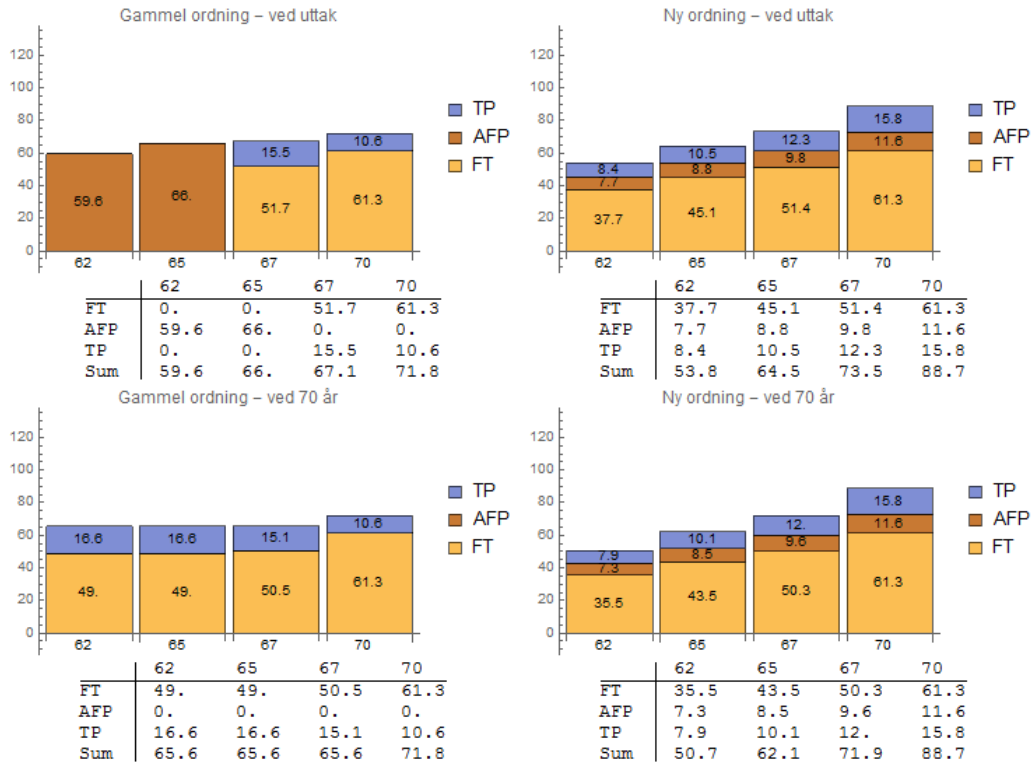 Gammel ordning – ved uttak
120
100
80
60
40
20
0
59.6
66.
15.5
51.7
10.6
61.3
62 65 67 70
TP
AFP
FT
62 65 67 70
FT 0. 0. 51.7 61.3
AFP 59.6 66. 0. 0.
TP 0. 0. 15.5 10.6
Sum 59.6 66. 67.1 71.8
Ny ordning – ved uttak
120
100
80
60
40
20
0
8.4
7.7
37.7
10.5
8.8
45.1
12.3
9.8
51.4
15.8
11.6
61.3
62 65 67 70
TP
AFP
FT
62 65 67 70
FT 37.7 45.1 51.4 61.3
AFP 7.7 8.8 9.8 11.6
TP 8.4 10.5 12.3 15.8
Sum 53.8 64.5 73.5 88.7
Gammel ordning – ved 70 år
120
100
80
60
40
20
0
16.6
49.
16.6
49.
15.1
50.5
10.6
61.3
62 65 67 70
TP
AFP
FT
62 65 67 70
FT 49. 49. 50.5 61.3
AFP 0. 0. 0. 0.
TP 16.6 16.6 15.1 10.6
Sum 65.6 65.6 65.6 71.8
Ny ordning – ved 70 år
120
100
80
60
40
20
0
7.9
7.3
35.5
10.1
8.5
43.5
12.
9.6
50.3
15.8
11.6
61.3
62 65 67 70
TP
AFP
FT
62 65 67 70
FT 35.5 43.5 50.3 61.3
AFP 7.3 8.5 9.6 11.6
TP 7.9 10.1 12. 15.8
Sum 50.7 62.1 71.9 88.7